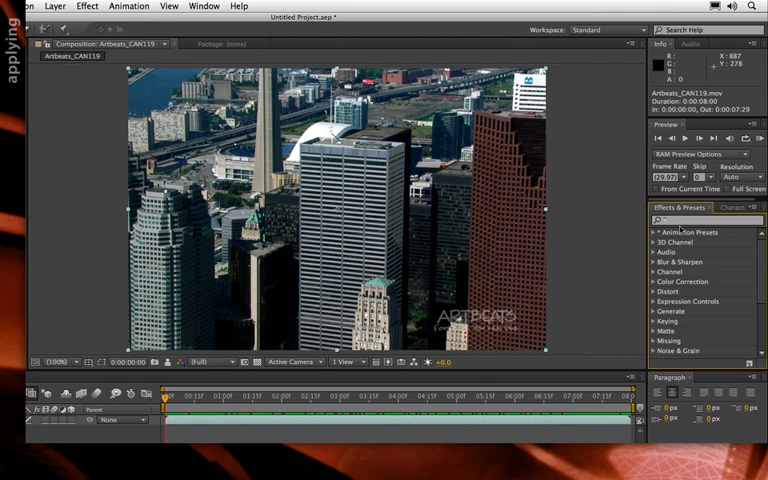 on Layer Effect Animation View Window Help
Untitled Project.aep *
applying
Workspace: Standard
Search Help
Composition: Artbeats_CAN119
Footage: (none)
Artbeats_CAN119
Info
Audio
R :
G :
B :
A : 0
X : 887
Y : 278
Artbeats_CAN119.mov
Duration: 0:00:08:00
In: 0:00:00:00, Out: 0:00:07:29
Preview
RAM Preview Options
Frame Rate Skip Resolution
(29.97) 0 Auto
From Current Time Full Screen
Effects & Presets
Charact
* Animation Presets
3D Channel
Audio
Blur & Sharpen
Channel
Color Correction
Distort
Expression Controls
Generate
Keying
Matte
Missing
Noise & Grain
ARTBEATS
(100%) 0:00:00:00 (Full) Active Camera 1 View +0.0
Paragraph
0 px 0 px 0 px
0 px 0 px
Parent
None
00:15f 01:00f 01:15f 02:00f 02:15f 03:00f 03:15f 04:00f 04:15f 05:00f 05:15f 06:00f 06:15f 07:00f 07:15f 08:0